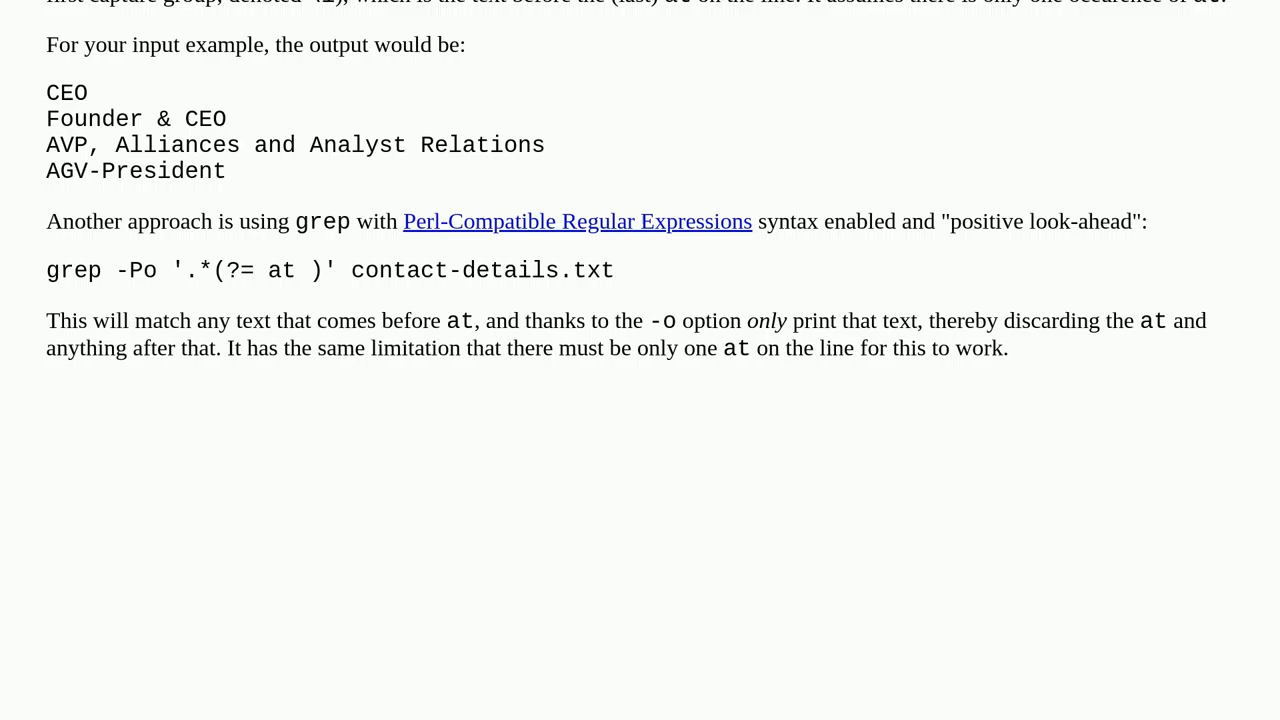 For your input example, the output would be:
CEO
Founder & CEO
AVP, Alliances and Analyst Relations
AGV-President
Another approach is using grep with Perl-Compatible Regular Expressions syntax enabled and "positive look-ahead":
grep -Po '.*(?= at )' contact-details.txt
This will match any text that comes before at, and thanks to the -o option only print that text, thereby discarding the at and
anything after that. It has the same limitation that there must be only one at on the line for this to work.